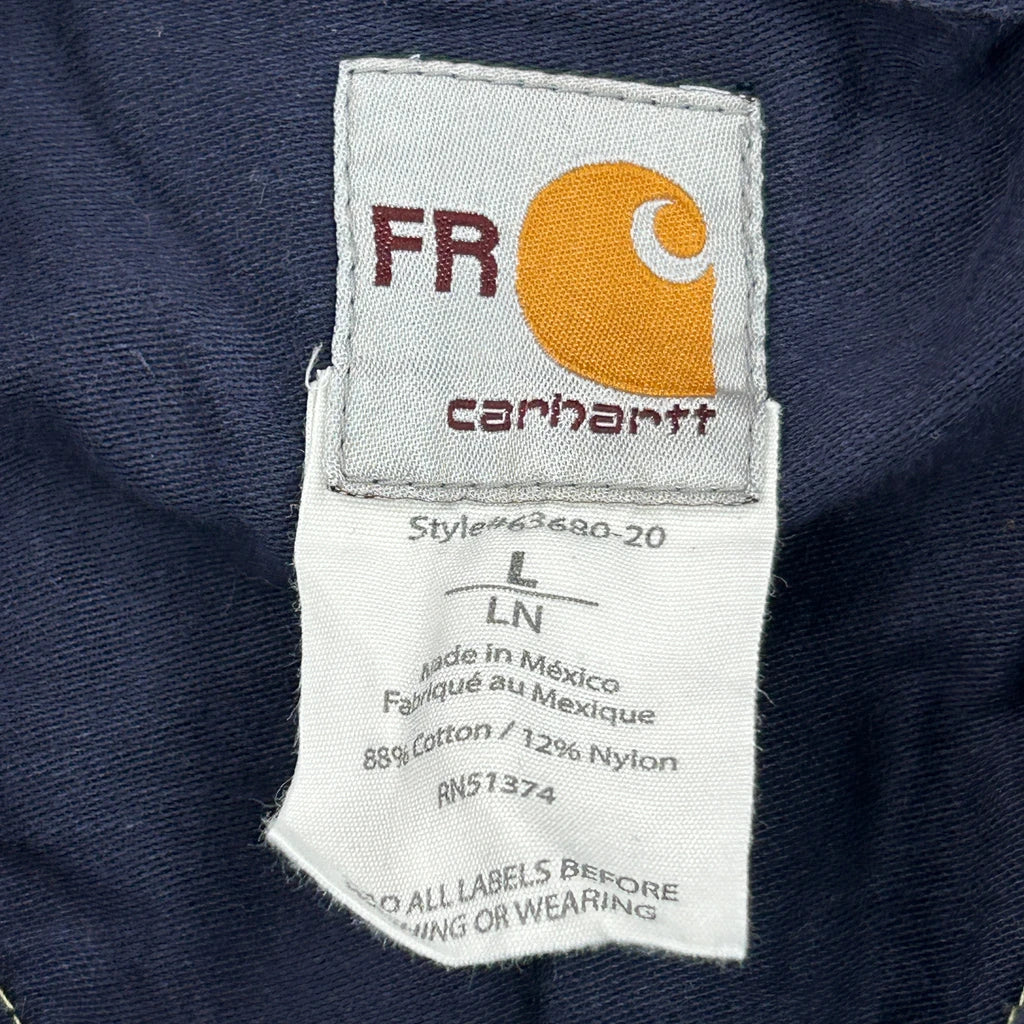 FR
carhartt
Style#63680-20
L
LN
Made in México
Fabriqué au Mexique
88% Cotton / 12% Nylon
RN51374
ALL LABELS BEFORE
OR WEARING